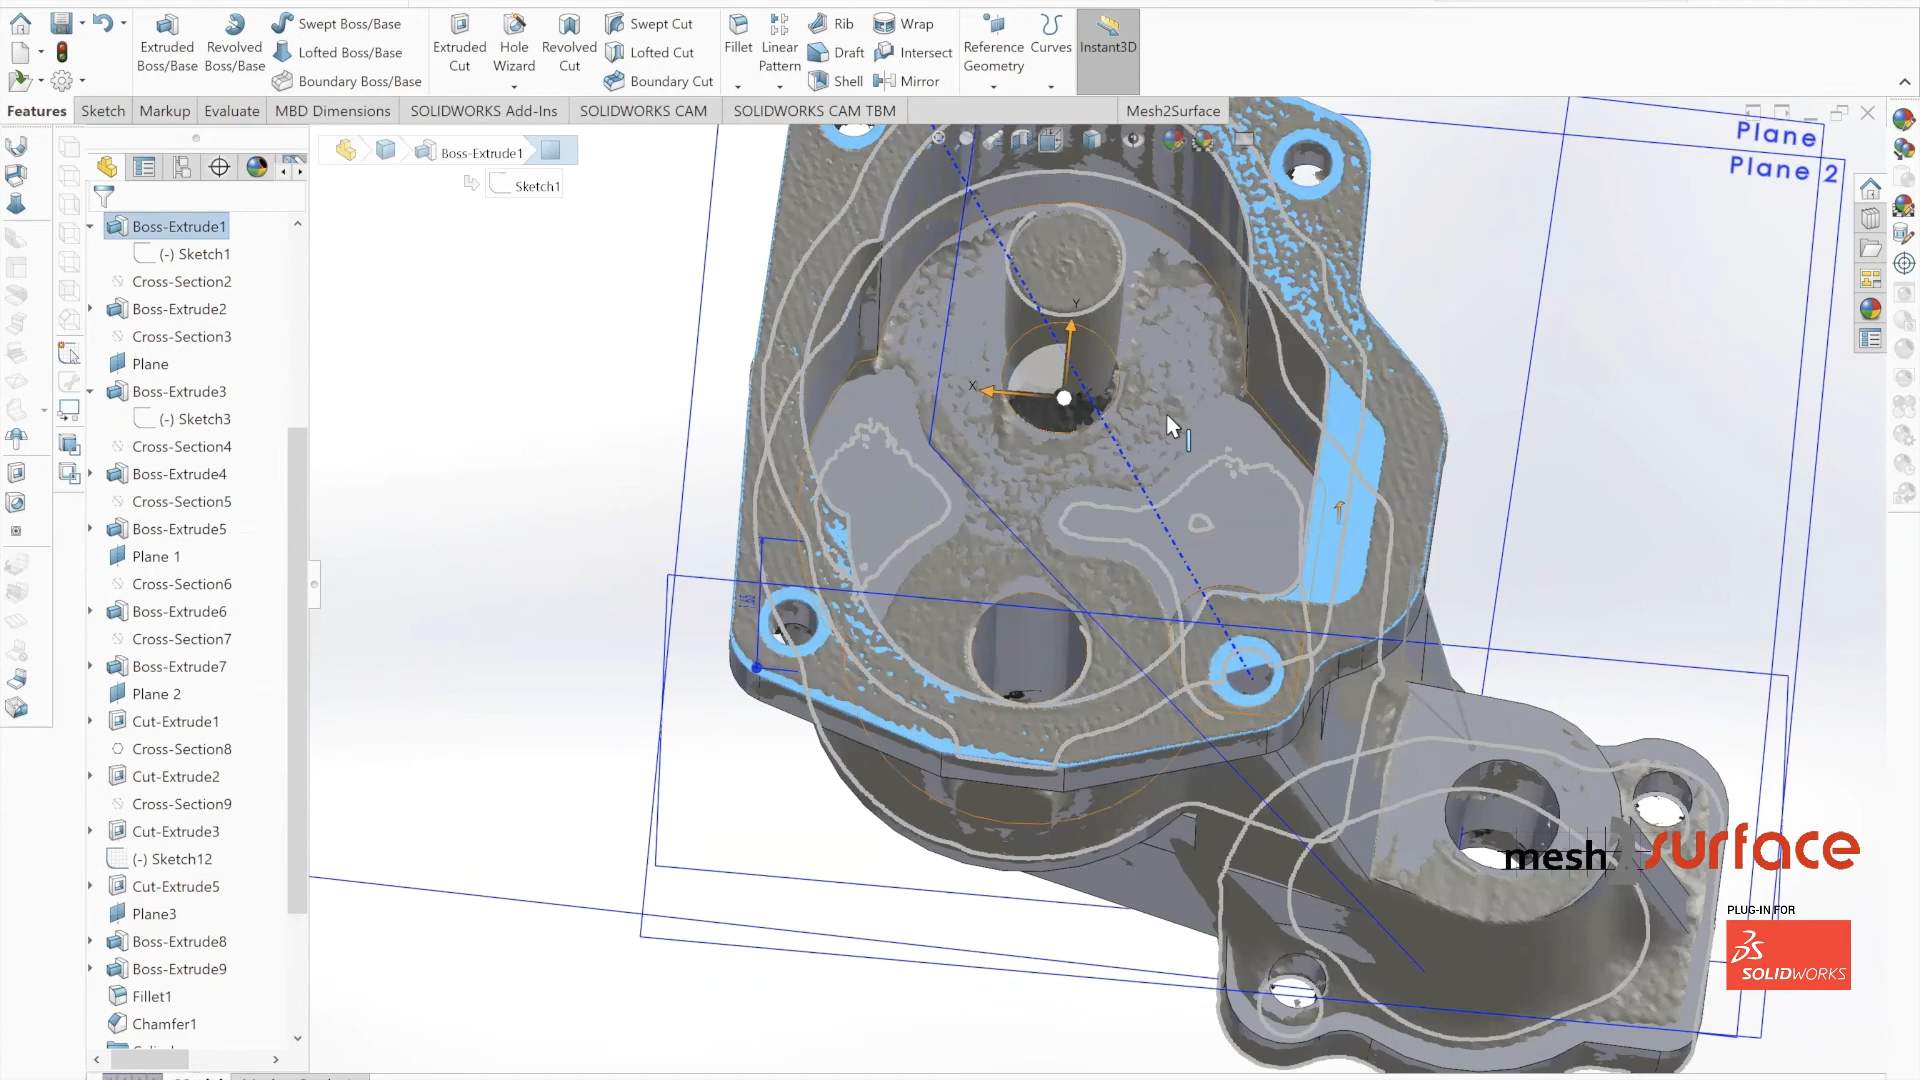 Swept Boss/Base
Swept Cut
Rib
Wrap
Extruded Boss/Base
Revolved Boss/Base
Lofted Boss/Base
Extruded Cut
Hole Wizard
Revolved Cut
Lofted Cut
Fillet
Linear Pattern
Draft
Intersect
Reference Geometry
Curves
Instant3D
Boundary Boss/Base
Boundary Cut
Shell
Mirror
Features
Sketch
Markup
Evaluate
MBD Dimensions
SOLIDWORKS Add-Ins
SOLIDWORKS CAM
SOLIDWORKS CAM TBM
Mesh2Surface
Plane
Plane 2
Boss-Extrude1
Sketch1
Boss-Extrude1
(-) Sketch1
Cross-Section2
Boss-Extrude2
Cross-Section3
Plane
Boss-Extrude3
(-) Sketch3
Cross-Section4
Boss-Extrude4
Cross-Section5
Boss-Extrude5
Plane 1
Cross-Section6
Boss-Extrude6
Cross-Section7
Boss-Extrude7
Plane 2
Cut-Extrude1
Cross-Section8
Cut-Extrude2
Cross-Section9
Cut-Extrude3
(-) Sketch12
Cut-Extrude5
Plane3
Boss-Extrude8
Boss-Extrude9
Fillet1
Chamfer1
Y
X
mesh surface
PLUG-IN FOR
SOLIDWORKS